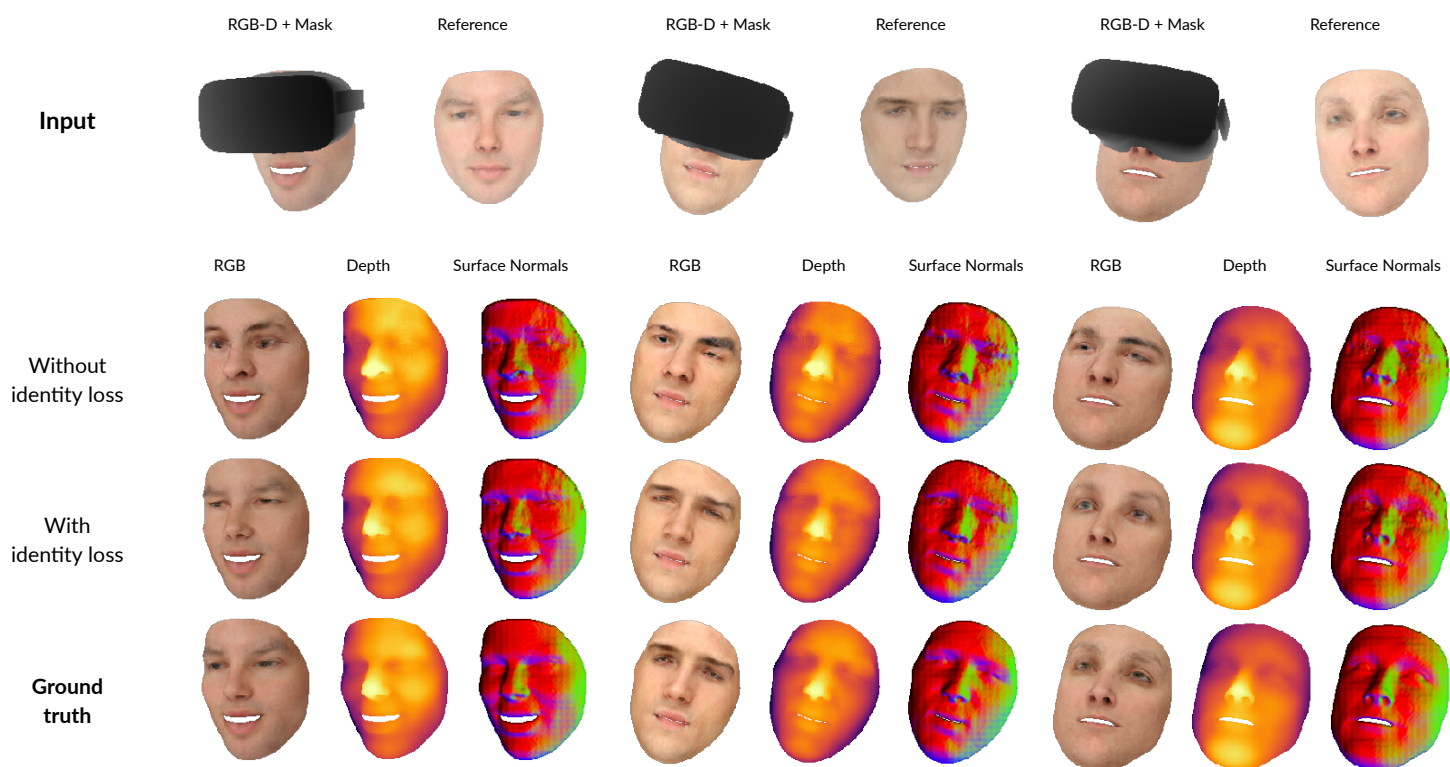 RGB-D + Mask Reference RGB-D + Mask Reference RGB-D + Mask Reference
Input
RGB Depth Surface Normals RGB Depth Surface Normals RGB Depth Surface Normals
Without
identity loss
With
identity loss
Ground
truth